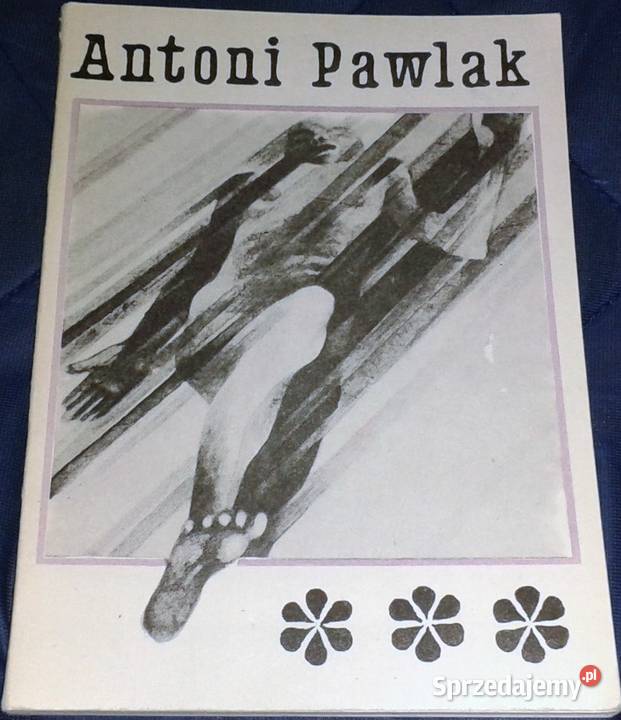 Antoni Pawlak
* * *
Sprzedajemy.pl